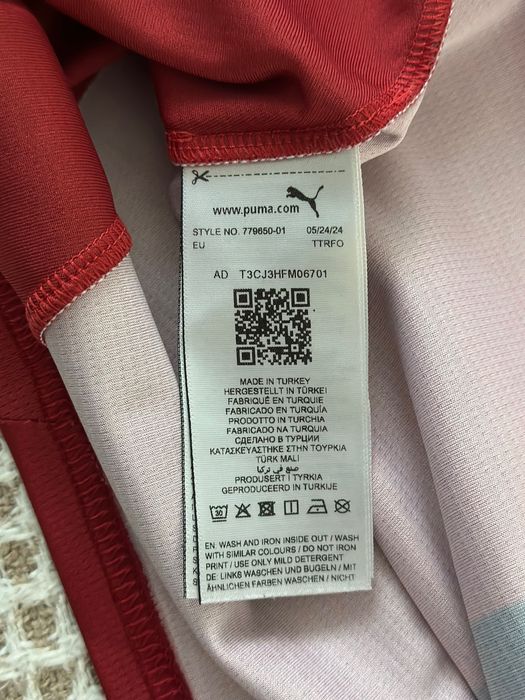 www.puma.com
STYLE NO. 779650-01 05/24/24
EU TTRFO
AD T3CJ3HFM06701
MADE IN TURKEY
HERGESTELLT IN TÜRKEI
FABRIQUÉ EN TURQUIE
FABRICADO EN TURQUÍA
PRODOTTO IN TURCHIA
FABRICADO NA TURQUIA
СДЕЛАНО В ТУРЦИИ
ΚΑΤΑΣΚΕΥΑΣΤΗΚΕ ΣΤΗΝ ΤΟΥΡΚΙΑ
TÜRK MALI
صنع في تركيا
PRODUSERT I TYRKIA
GEPRODUCEERD IN TURKIJE
30
EN: WASH AND IRON INSIDE OUT / WASH
WITH SIMILAR COLOURS / DO NOT IRON
PRINT / USE ONLY MILD DETERGENT
DE: LINKS WASCHEN UND BÜGELN / MIT
ÄHNLICHEN FARBEN WASCHEN / NICHT